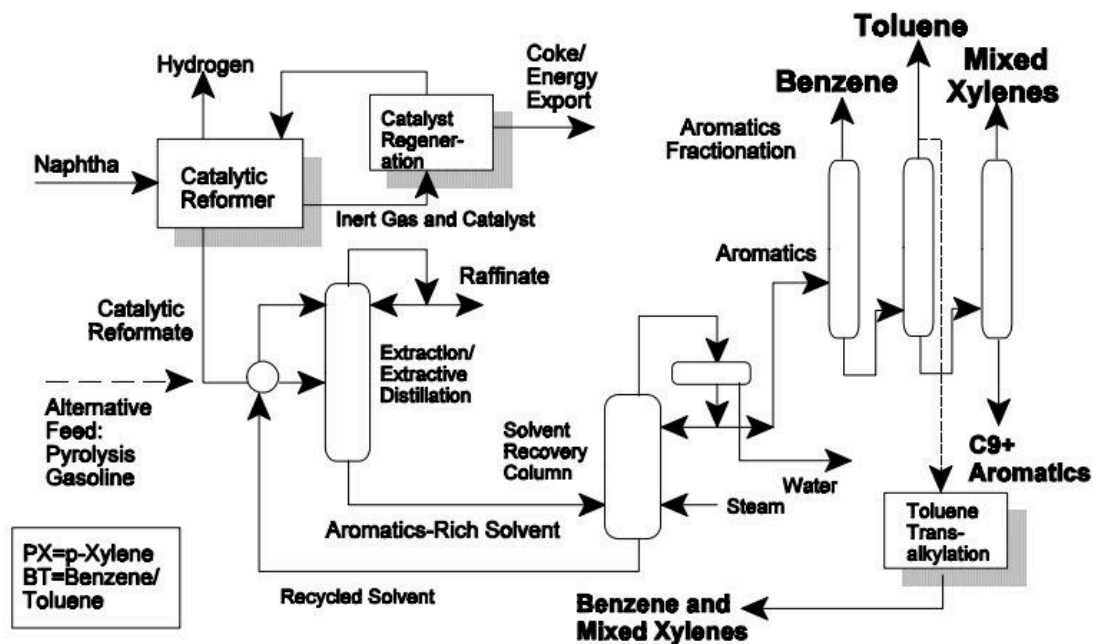 Toluene
Coke/
Energy
Export
Hydrogen
Mixed
Xylenes
Benzene
Catalyst
Regener-
ation
Aromatics
Fractionation
Naphtha
Catalytic
Reformer
Inert Gas and Catalyst
Aromatics
Raffinate
Catalytic
Reformate
Extraction/
Extractive
Distillation
Alternative
Feed:
Pyrolysis
Gasoline
Solvent
Recovery
Column
C9+
Aromatics
Water
Steam
Toluene
Trans-
alkylation
Aromatics-Rich Solvent
PX=p-Xylene
BT=Benzene/
Toluene
Recycled Solvent
Benzene and
Mixed Xylenes